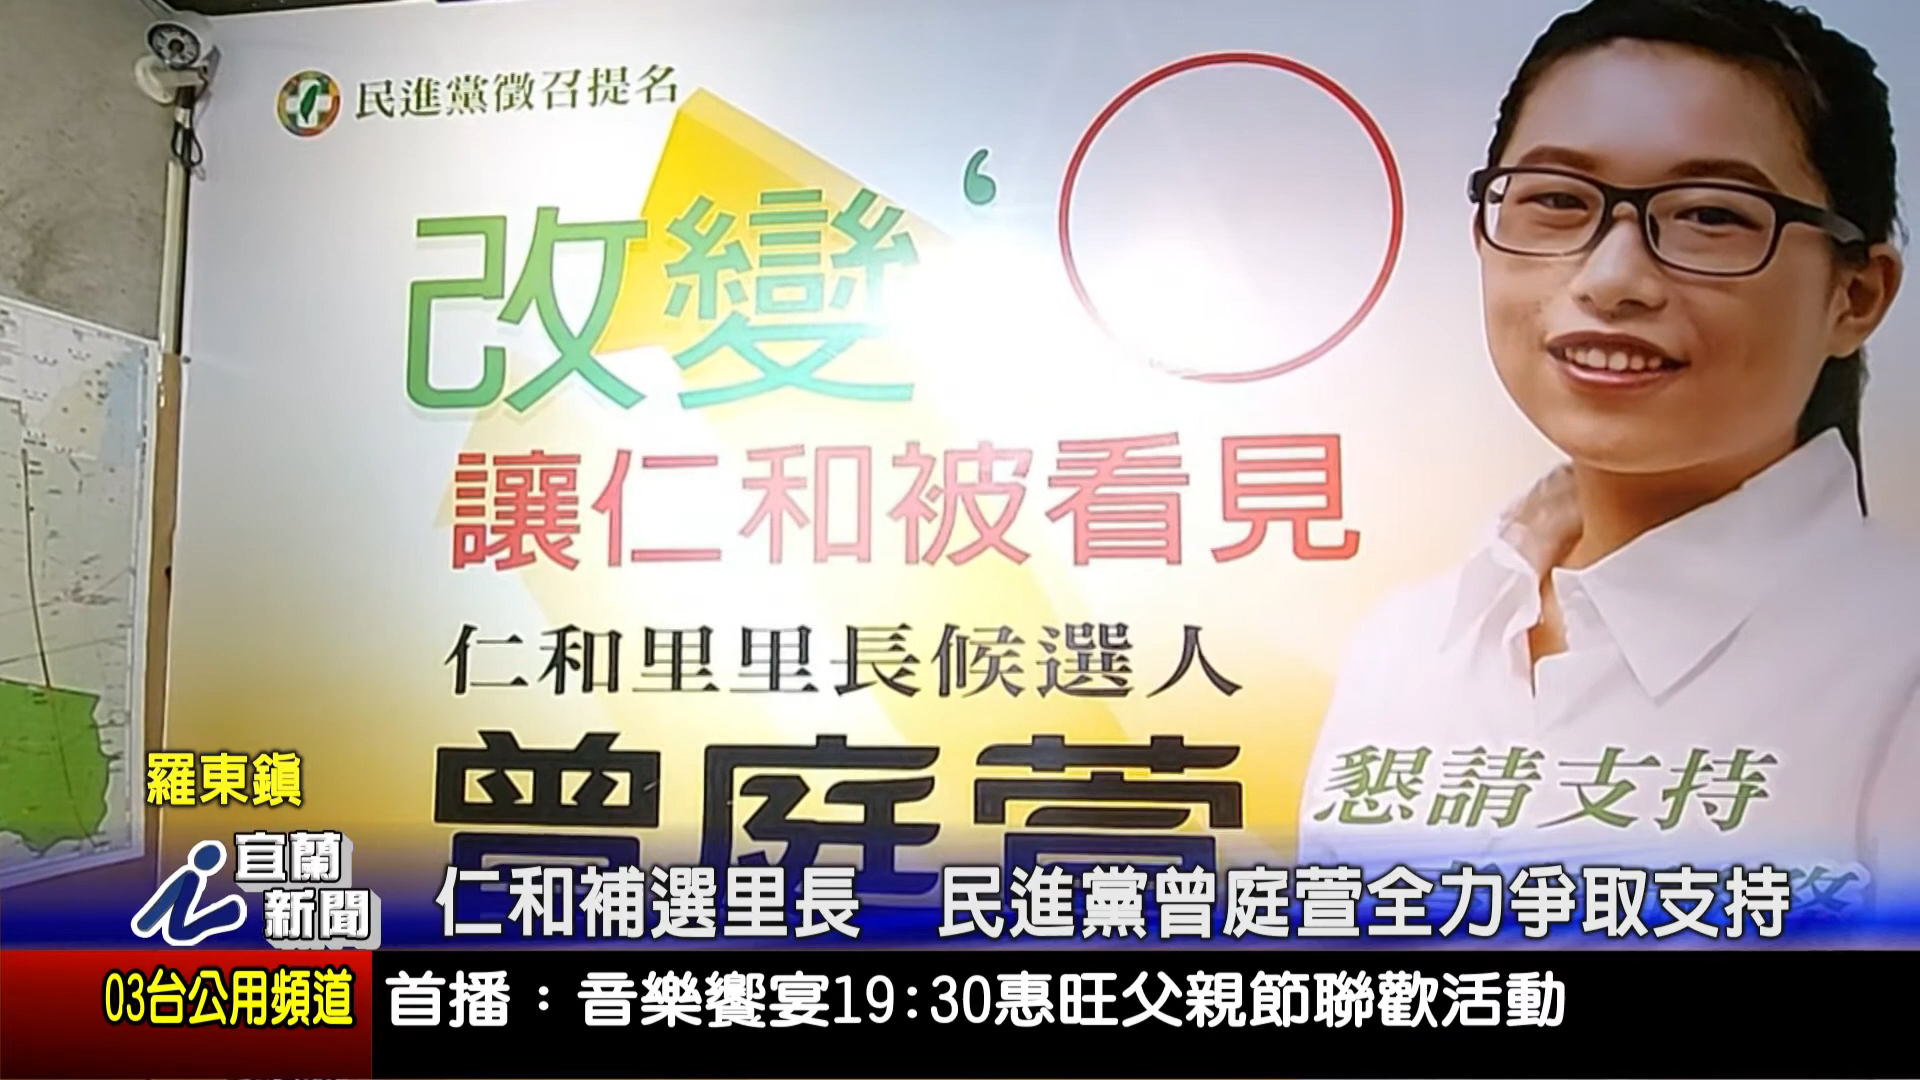 民進黨徵召提名
改變‘
讓仁和被看見
仁和里里長候選人
曾庭萱
懇請支持
羅東鎮
宜蘭
新聞
仁和補選里長 民進黨曾庭萱全力爭取支持
03台公用頻道
首播：音樂饗宴19:30惠旺父親節聯歡活動